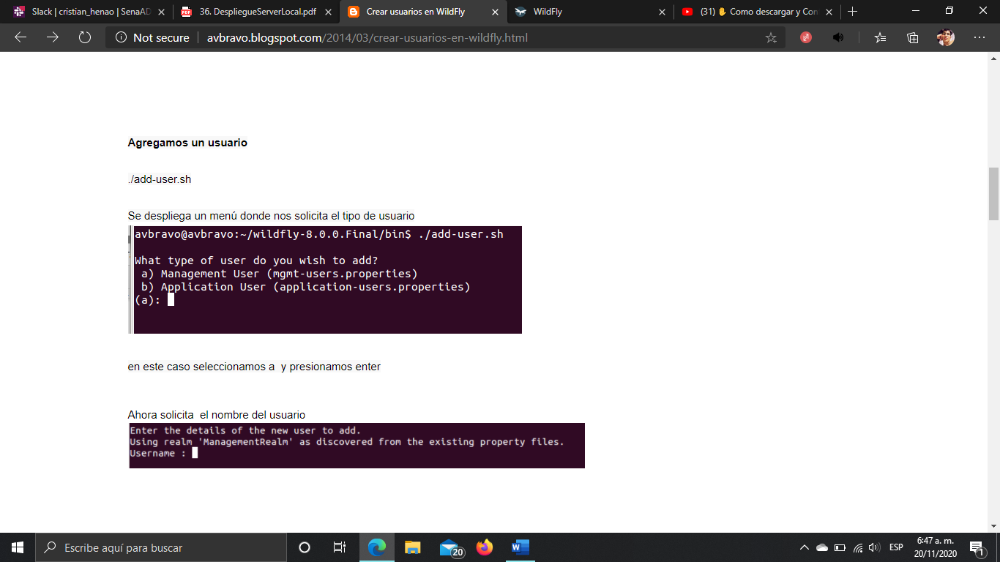 Slack | cristian_henao | SenaAD
36. DespliegueServerLocal.pdf
Crear usuarios en WildFly
WildFly
(31) ✋ Como descargar y Con
Not secure
avbravo.blogspot.com/2014/03/crear-usuarios-en-wildfly.html
Agregamos un usuario
./add-user.sh
Se despliega un menú donde nos solicita el tipo de usuario
avbravo@avbravo:~/wildfly-8.0.0.Final/bin$ ./add-user.sh
What type of user do you wish to add?
a) Management User (mgmt-users.properties)
b) Application User (application-users.properties)
(a):
en este caso seleccionamos a  y presionamos enter
Ahora solicita  el nombre del usuario
Enter the details of the new user to add.
Using realm 'ManagementRealm' as discovered from the existing property files.
Username :
Escribe aquí para buscar
20
ESP
6:47 a. m.
20/11/2020
1